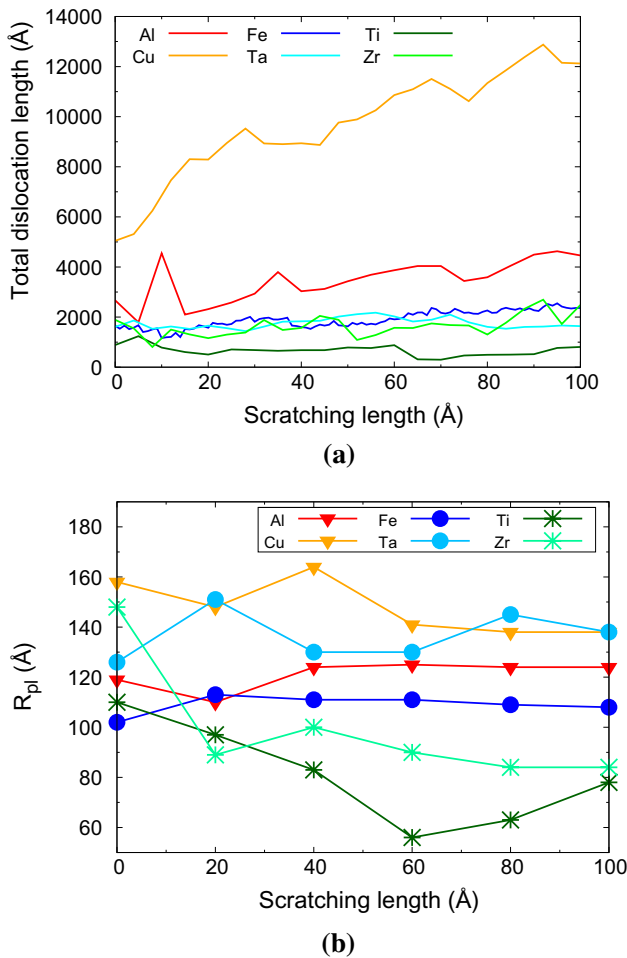 Al Fe Ti
Cu Ta Zr
Total dislocation length (Å)
14000
12000
10000
8000
6000
4000
2000
0
0 20 40 60 80 100
Scratching length (Å)
(a)
Al Fe Ti
Cu Ta Zr
R_pl (Å)
180
160
140
120
100
80
60
0 20 40 60 80 100
Scratching length (Å)
(b)